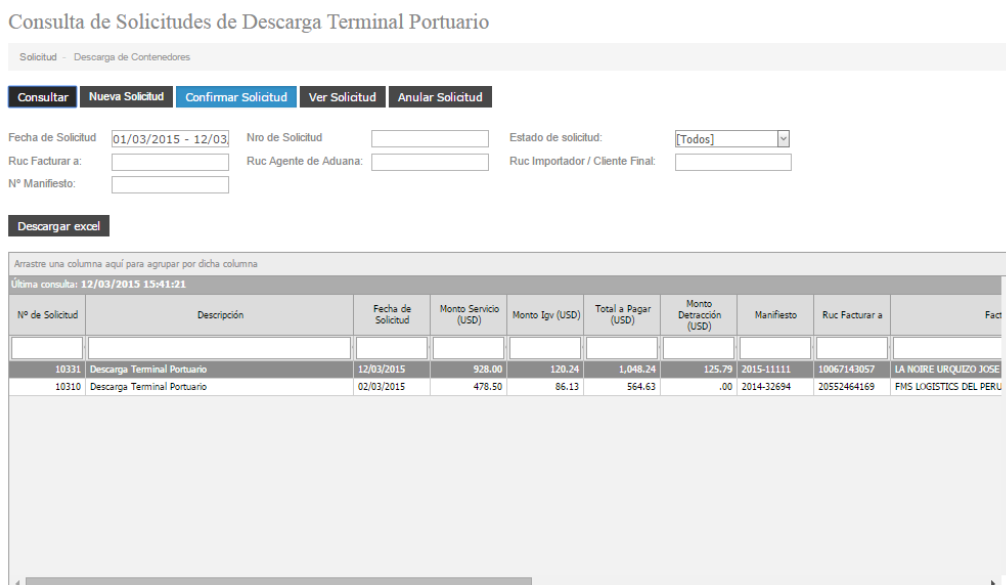 Consulta de Solicitudes de Descarga Terminal Portuario
Solicitud – Descarga de Contenedores
Consultar Nueva Solicitud Confirmar Solicitud Ver Solicitud Anular Solicitud
Fecha de Solicitud 01/03/2015 - 12/03, Nro de Solicitud Estado de solicitud: [Todos]
Ruc Facturar a: Ruc Agente de Aduana: Ruc Importador / Cliente Final:
Nº Manifiesto:
Descargar excel
Arrastre una columna aquí para agrupar por dicha columna
Última consulta: 12/03/2015 15:41:21
Nº de Solicitud Descripción Fecha de Solicitud Monto Servicio (USD) Monto Igv (USD) Total a Pagar (USD) Monto Detracción (USD) Manifiesto Ruc Facturar a Fact
10331 Descarga Terminal Portuario 12/03/2015 928.00 120.24 1,048.24 125.79 2015-11111 10067143057 LA NOIRE URQUIZO JOSE
10310 Descarga Terminal Portuario 02/03/2015 478.50 86.13 564.63 .00 2014-32694 20552464169 FMS LOGISTICS DEL PERU